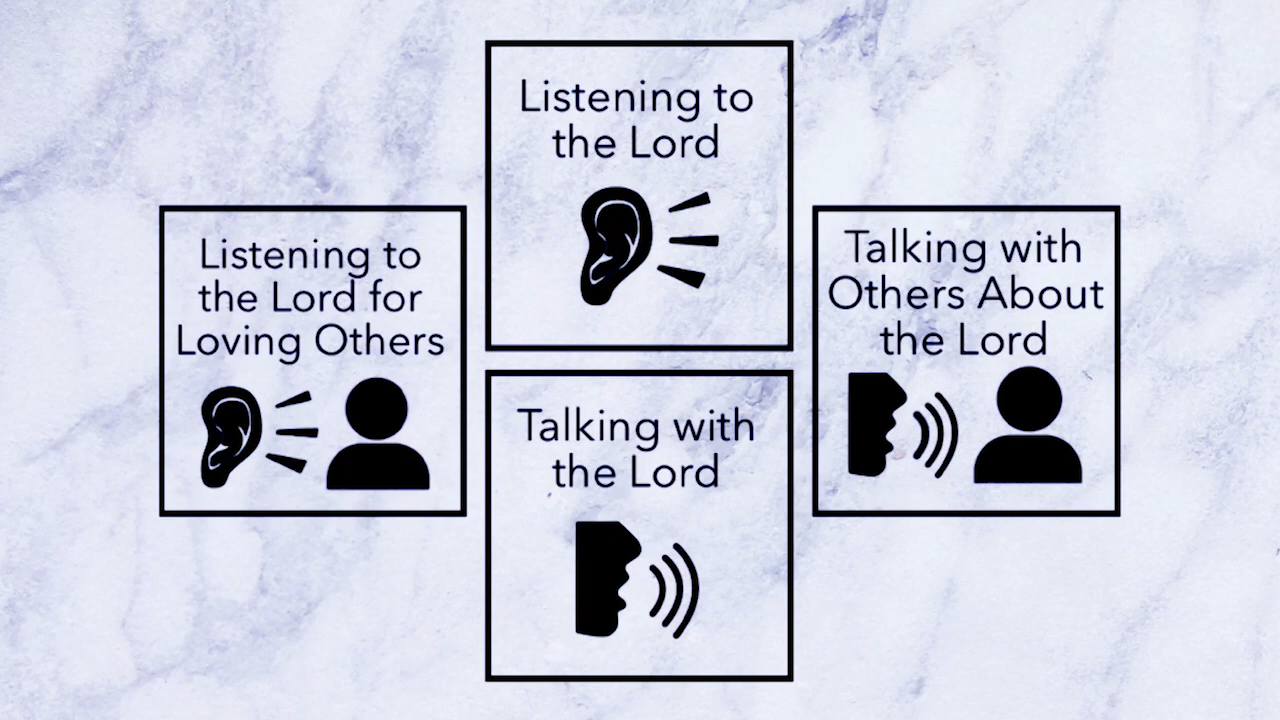 Listening to
the Lord
Listening to
the Lord for
Loving Others
Talking with
Others About
the Lord
Talking with
the Lord